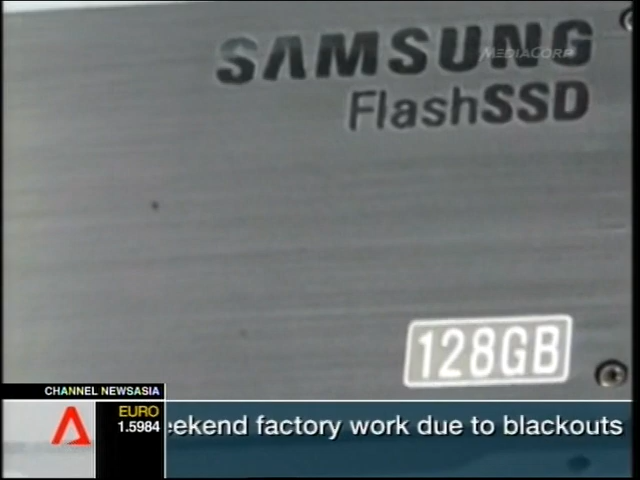 SAMSUNG
MEDIACORP
FlashSSD
128GB
CHANNEL NEWSASIA
EURO
1.5984
eekend factory work due to blackouts